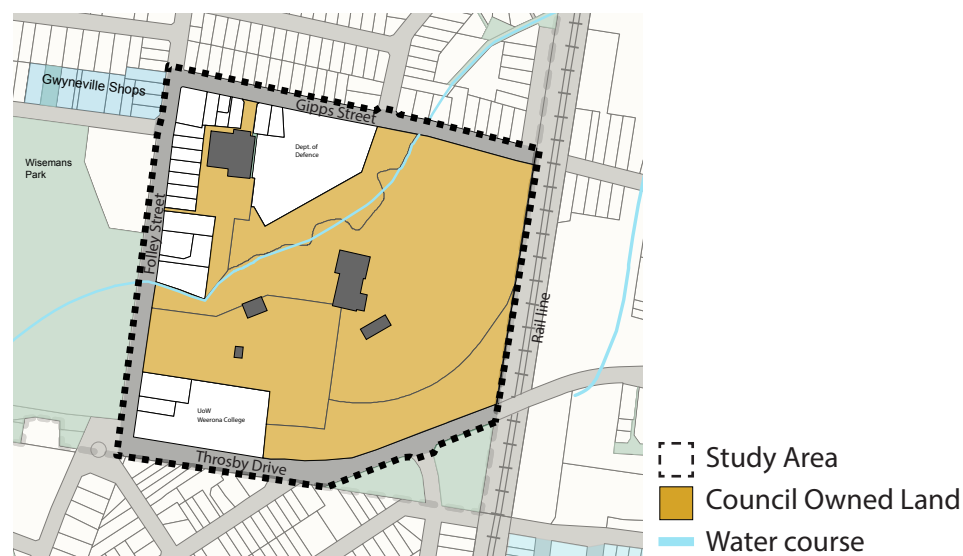 Gwyneville Shops
Gipps Street
Dept. of
Defence
Wisemans
Park
Folley Street
Rail line
UoW
Weerona College
Throsby Drive
Study Area
Council Owned Land
Water course